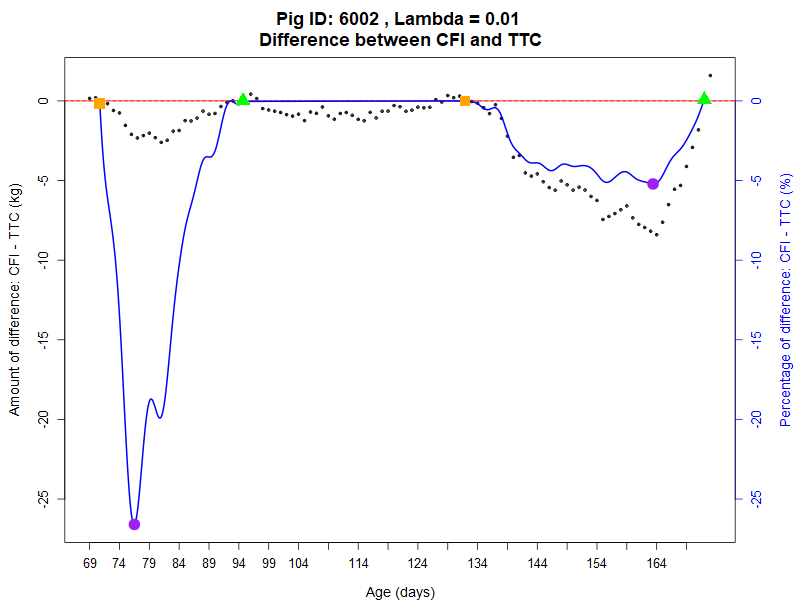 Pig ID: 6002 , Lambda = 0.01
Difference between CFI and TTC
Amount of difference: CFI - TTC (kg)
0
-5
-10
-15
-20
-25
0
-5
-10
-15
-20
-25
Percentage of difference: CFI - TTC (%)
69 74 79 84 89 94 99 104 114 124 134 144 154 164
Age (days)